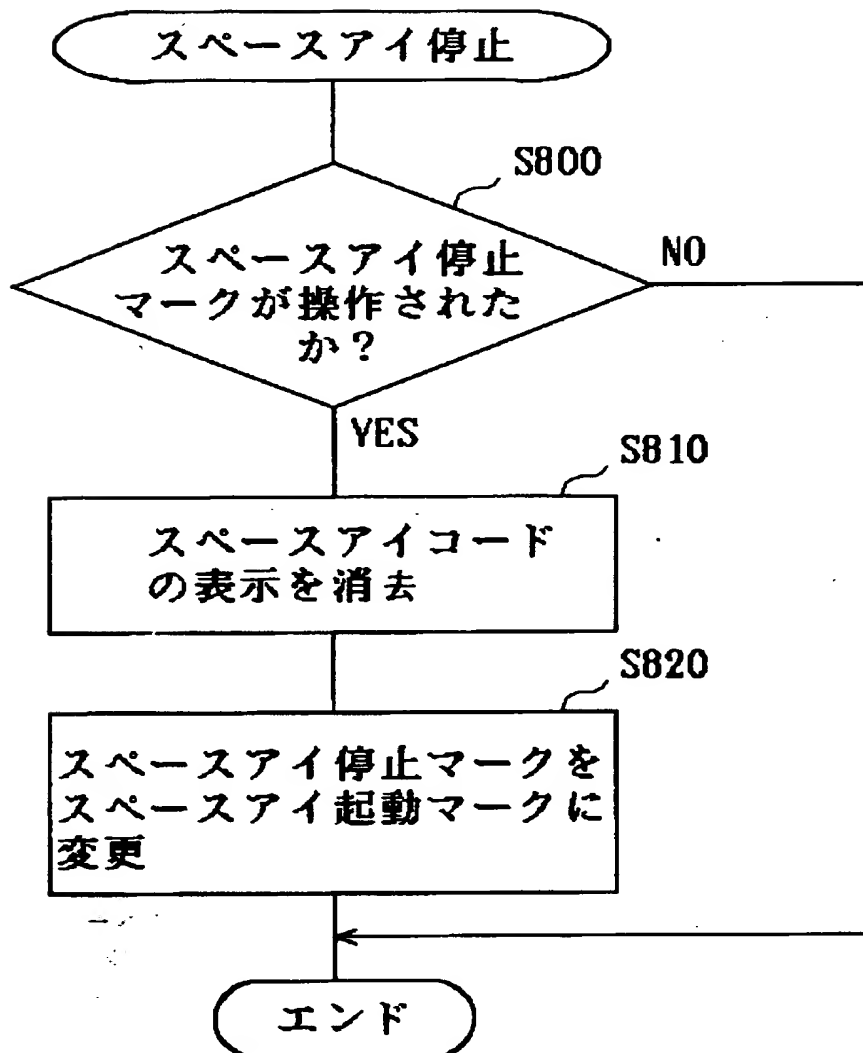 スペースアイ停止
S800
スペースアイ停止
マークが操作された
か？
NO
YES
S810
スペースアイコード
の表示を消去
S820
スペースアイ停止マークを
スペースアイ起動マークに
変更
エンド